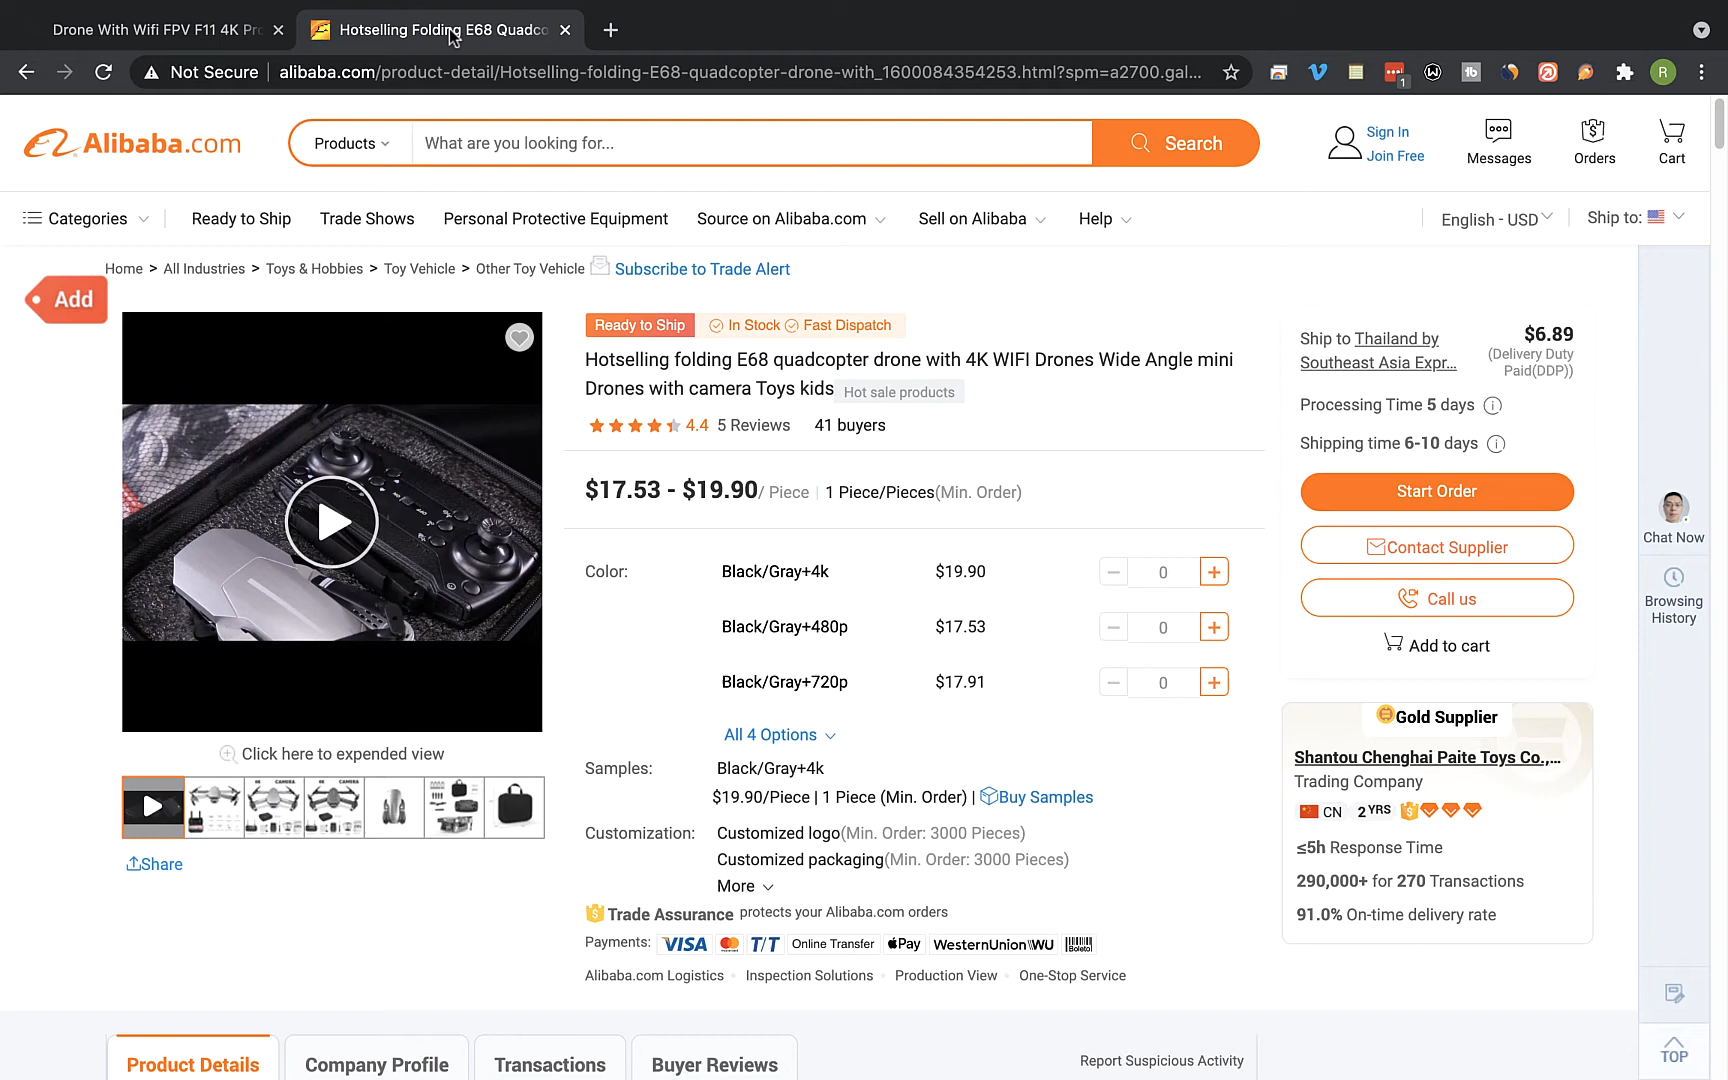 Drone With Wifi FPV F11 4K Pro
Hotselling Folding E68 Quadco
Not Secure
alibaba.com/product-detail/Hotselling-folding-E68-quadcopter-drone-with_1600084354253.html?spm=a2700.gal...
1
R
Alibaba.com
Products
What are you looking for...
Search
Sign In
Join Free
Messages
Orders
Cart
Categories
Ready to Ship
Trade Shows
Personal Protective Equipment
Source on Alibaba.com
Sell on Alibaba
Help
English - USD
Ship to:
Home > All Industries > Toys & Hobbies > Toy Vehicle > Other Toy Vehicle
Subscribe to Trade Alert
Add
Ready to Ship
In Stock
Fast Dispatch
Hotselling folding E68 quadcopter drone with 4K WIFI Drones Wide Angle mini
Drones with camera Toys kids
Hot sale products
4.4 5 Reviews 41 buyers
$17.53 - $19.90/ Piece | 1 Piece/Pieces(Min. Order)
Color:
Black/Gray+4k $19.90 − 0 +
Black/Gray+480p $17.53 − 0 +
Black/Gray+720p $17.91 − 0 +
All 4 Options
Samples: Black/Gray+4k
$19.90/Piece | 1 Piece (Min. Order) | Buy Samples
Customization: Customized logo(Min. Order: 3000 Pieces)
Customized packaging(Min. Order: 3000 Pieces)
More
Trade Assurance protects your Alibaba.com orders
Payments: VISA T/T Online Transfer Pay WesternUnion WU Boleto
Alibaba.com Logistics
Inspection Solutions
Production View
One-Stop Service
Click here to expended view
Share
Ship to Thailand by
Southeast Asia Expr...
$6.89
(Delivery Duty
Paid(DDP))
Processing Time 5 days
Shipping time 6-10 days
Start Order
Contact Supplier
Call us
Add to cart
Gold Supplier
Shantou Chenghai Paite Toys Co.,...
Trading Company
CN 2 YRS
≤5h Response Time
290,000+ for 270 Transactions
91.0% On-time delivery rate
Chat Now
Browsing
History
TOP
Product Details
Company Profile
Transactions
Buyer Reviews
Report Suspicious Activity